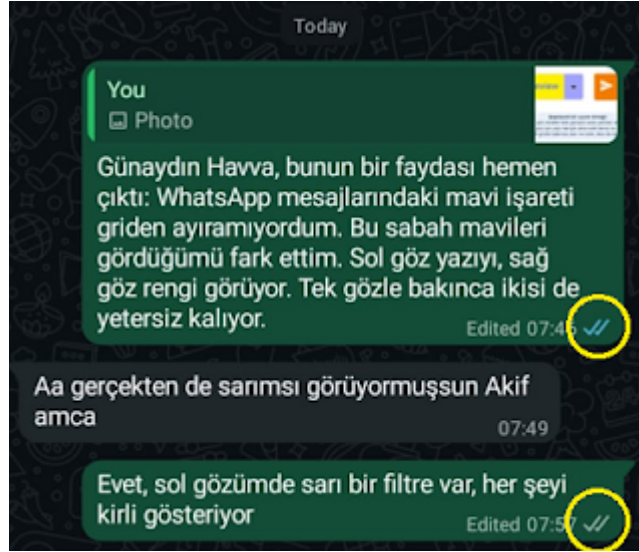 Today
You
Photo
Günaydın Havva, bunun bir faydası hemen
çıktı: WhatsApp mesajlarındaki mavi işareti
griden ayıramıyordum. Bu sabah mavileri
gördüğümü fark ettim. Sol göz yazıyı, sağ
göz rengi görüyor. Tek gözle bakınca ikisi de
yetersiz kalıyor.
Edited
Aa gerçekten de sarımsı görüyormuşsun Akif
amca
07:49
Evet, sol gözümde sarı bir filtre var, her şeyi
kirli gösteriyor
Edited 07:57